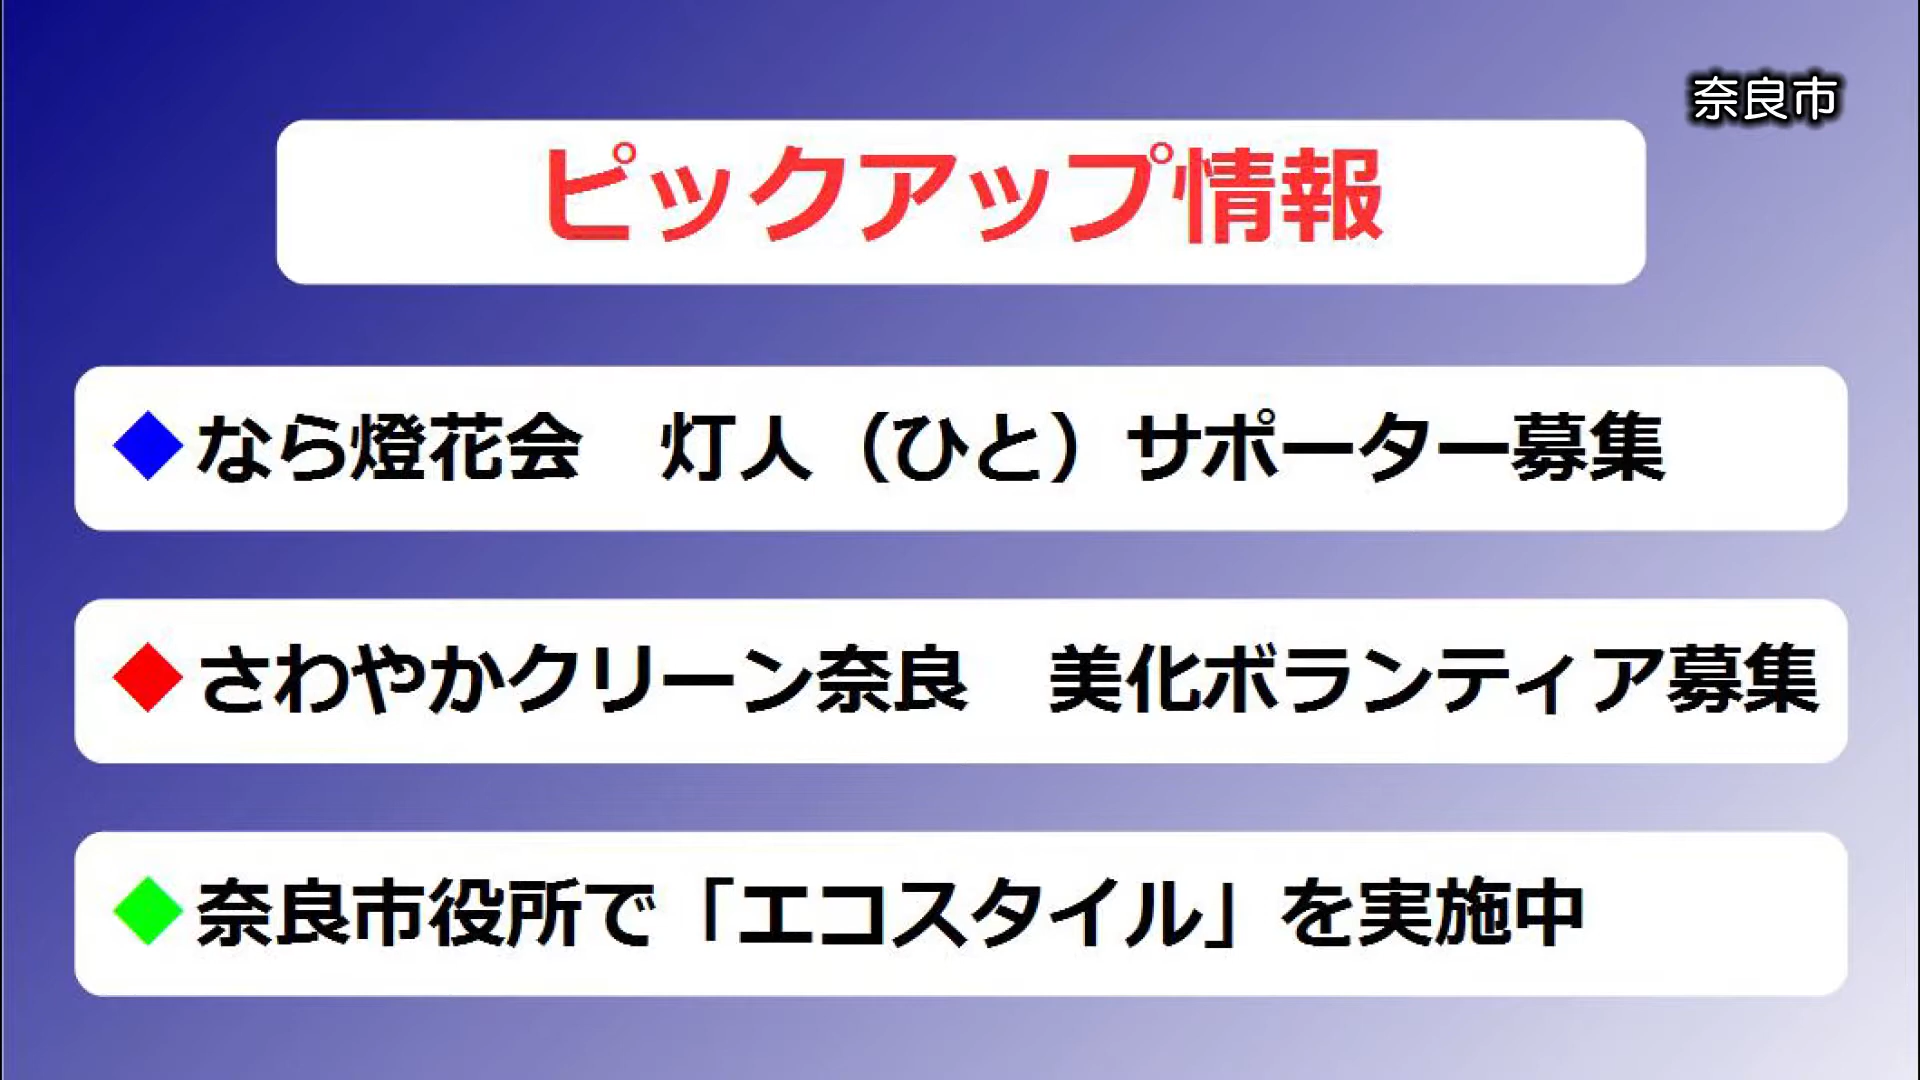 奈良市
ピックアップ情報
◆なら燈花会　灯人（ひと）サポーター募集
◆さわやかクリーン奈良　美化ボランティア募集
◆奈良市役所で「エコスタイル」を実施中